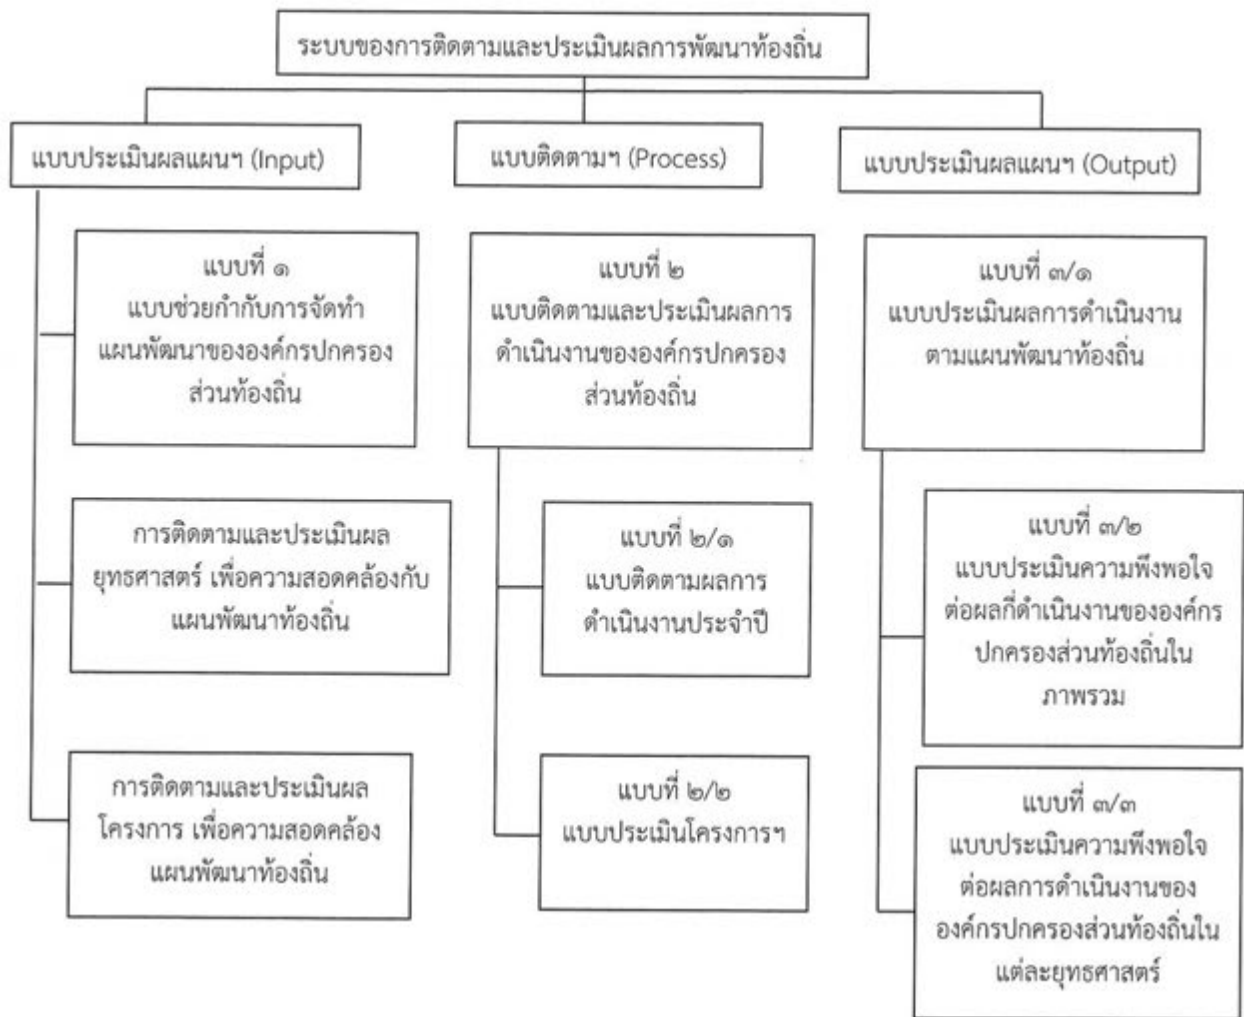 ระบบของการติดตามและประเมินผลการพัฒนาท้องถิ่น
แบบประเมินผลแผนฯ (Input)
แบบที่ ๑
แบบช่วยกำกับการจัดทำ
แผนพัฒนาขององค์กรปกครอง
ส่วนท้องถิ่น
การติดตามและประเมินผล
ยุทธศาสตร์ เพื่อความสอดคล้องกับ
แผนพัฒนาท้องถิ่น
การติดตามและประเมินผล
โครงการ เพื่อความสอดคล้อง
แผนพัฒนาท้องถิ่น
แบบติดตามฯ (Process)
แบบที่ ๒
แบบติดตามและประเมินผลการ
ดำเนินงานขององค์กรปกครอง
ส่วนท้องถิ่น
แบบที่ ๒/๑
แบบติดตามผลการ
ดำเนินงานประจำปี
แบบที่ ๒/๒
แบบประเมินโครงการฯ
แบบประเมินผลแผนฯ (Output)
แบบที่ ๓/๑
แบบประเมินผลการดำเนินงาน
ตามแผนพัฒนาท้องถิ่น
แบบที่ ๓/๒
แบบประเมินความพึงพอใจ
ต่อผลกี่ดำเนินงานขององค์กร
ปกครองส่วนท้องถิ่นใน
ภาพรวม
แบบที่ ๓/๓
แบบประเมินความพึงพอใจ
ต่อผลการดำเนินงานของ
องค์กรปกครองส่วนท้องถิ่นใน
แต่ละยุทธศาสตร์